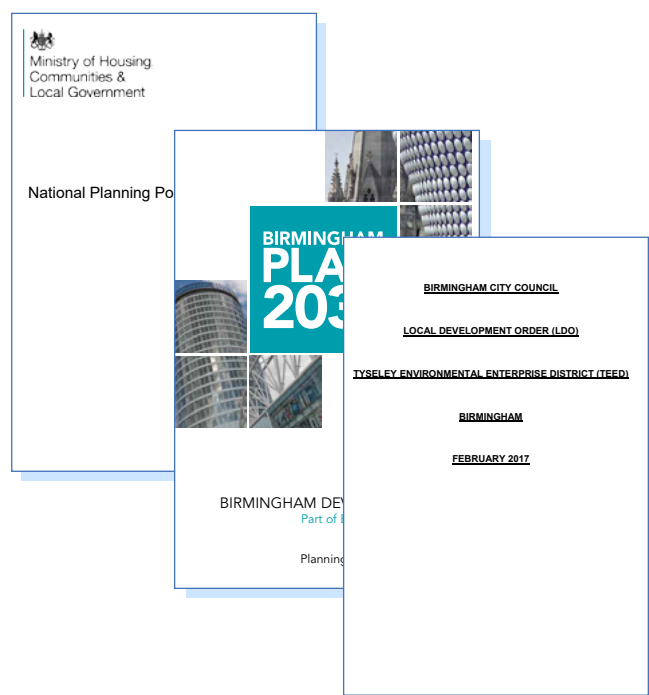 Ministry of Housing,
Communities &
Local Government
National Planning Po
BIRMINGHAM
PLA
203
BIRMINGHAM DEV
Part of
Planning
BIRMINGHAM CITY COUNCIL
LOCAL DEVELOPMENT ORDER (LDO)
TYSELEY ENVIRONMENTAL ENTERPRISE DISTRICT (TEED)
BIRMINGHAM
FEBRUARY 2017